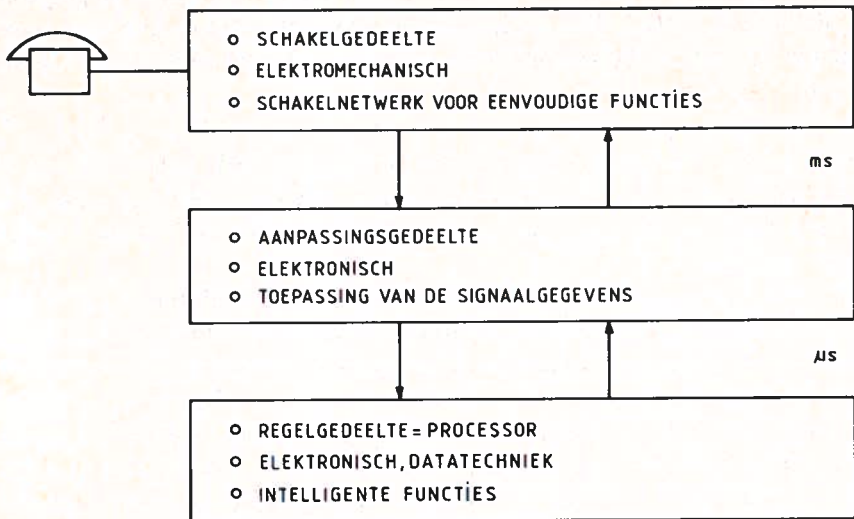 ○ SCHAKELGEDEELTE
○ ELEKTROMECHANISCH
○ SCHAKELNETWERK VOOR EENVOUDIGE FUNCTIES
ms
○ AANPASSINGSGEDEELTE
○ ELEKTRONISCH
○ TOEPASSING VAN DE SIGNAALGEGEVENS
µs
○ REGELGEDEELTE = PROCESSOR
○ ELEKTRONISCH, DATATECHNIEK
○ INTELLIGENTE FUNCTIES